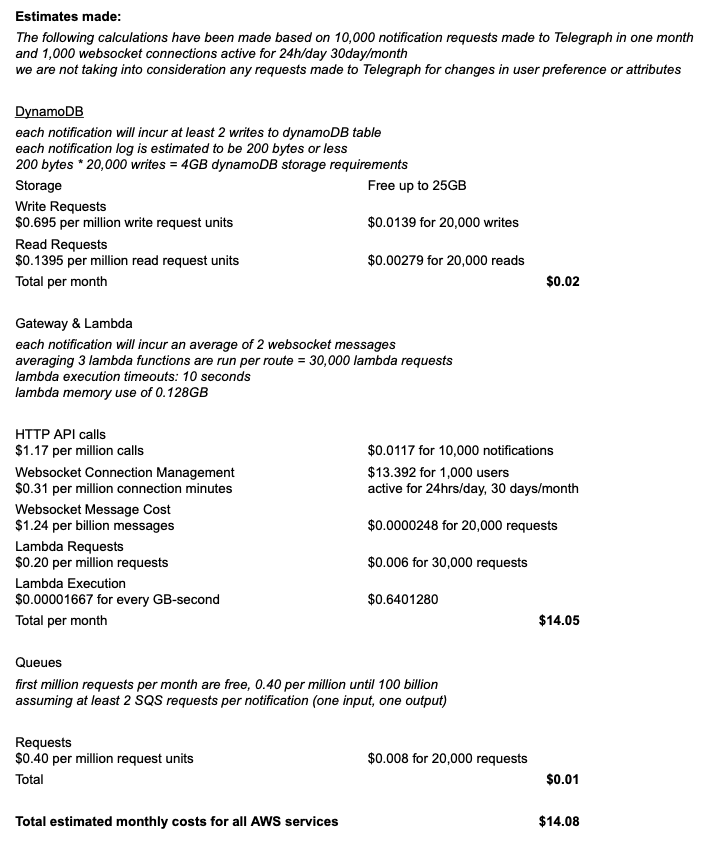 Estimates made:
The following calculations have been made based on 10,000 notification requests made to Telegraph in one month
and 1,000 websocket connections active for 24h/day 30day/month
we are not taking into consideration any requests made to Telegraph for changes in user preference or attributes
DynamoDB
each notification will incur at least 2 writes to dynamoDB table
each notification log is estimated to be 200 bytes or less
200 bytes * 20,000 writes = 4GB dynamoDB storage requirements
Storage Free up to 25GB
Write Requests
$0.695 per million write request units $0.0139 for 20,000 writes
Read Requests
$0.1395 per million read request units $0.00279 for 20,000 reads
Total per month $0.02
Gateway & Lambda
each notification will incur an average of 2 websocket messages
averaging 3 lambda functions are run per route = 30,000 lambda requests
lambda execution timeouts: 10 seconds
lambda memory use of 0.128GB
HTTP API calls
$1.17 per million calls $0.0117 for 10,000 notifications
Websocket Connection Management $13.392 for 1,000 users
$0.31 per million connection minutes active for 24hrs/day, 30 days/month
Websocket Message Cost
$1.24 per billion messages $0.0000248 for 20,000 requests
Lambda Requests
$0.20 per million requests $0.006 for 30,000 requests
Lambda Execution
$0.00001667 for every GB-second $0.6401280
Total per month $14.05
Queues
first million requests per month are free, 0.40 per million until 100 billion
assuming at least 2 SQS requests per notification (one input, one output)
Requests
$0.40 per million request units $0.008 for 20,000 requests
Total $0.01
Total estimated monthly costs for all AWS services $14.08